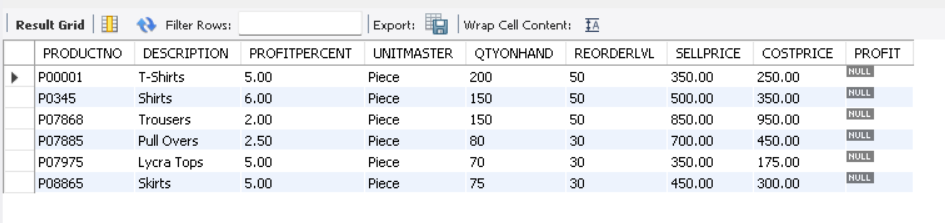 Result Grid Filter Rows: Export: Wrap Cell Content: IA
PRODUCTNO DESCRIPTION PROFITPERCENT UNITMASTER QTYONHAND REORDERLVL SELLPRICE COSTPRICE PROFIT
P00001 T-Shirts 5.00 Piece 200 50 350.00 250.00 NULL
P0345 Shirts 6.00 Piece 150 50 500.00 350.00 NULL
P07868 Trousers 2.00 Piece 150 50 850.00 950.00 NULL
P07885 Pull Overs 2.50 Piece 80 30 700.00 450.00 NULL
P07975 Lycra Tops 5.00 Piece 70 30 350.00 175.00 NULL
P08865 Skirts 5.00 Piece 75 30 450.00 300.00 NULL